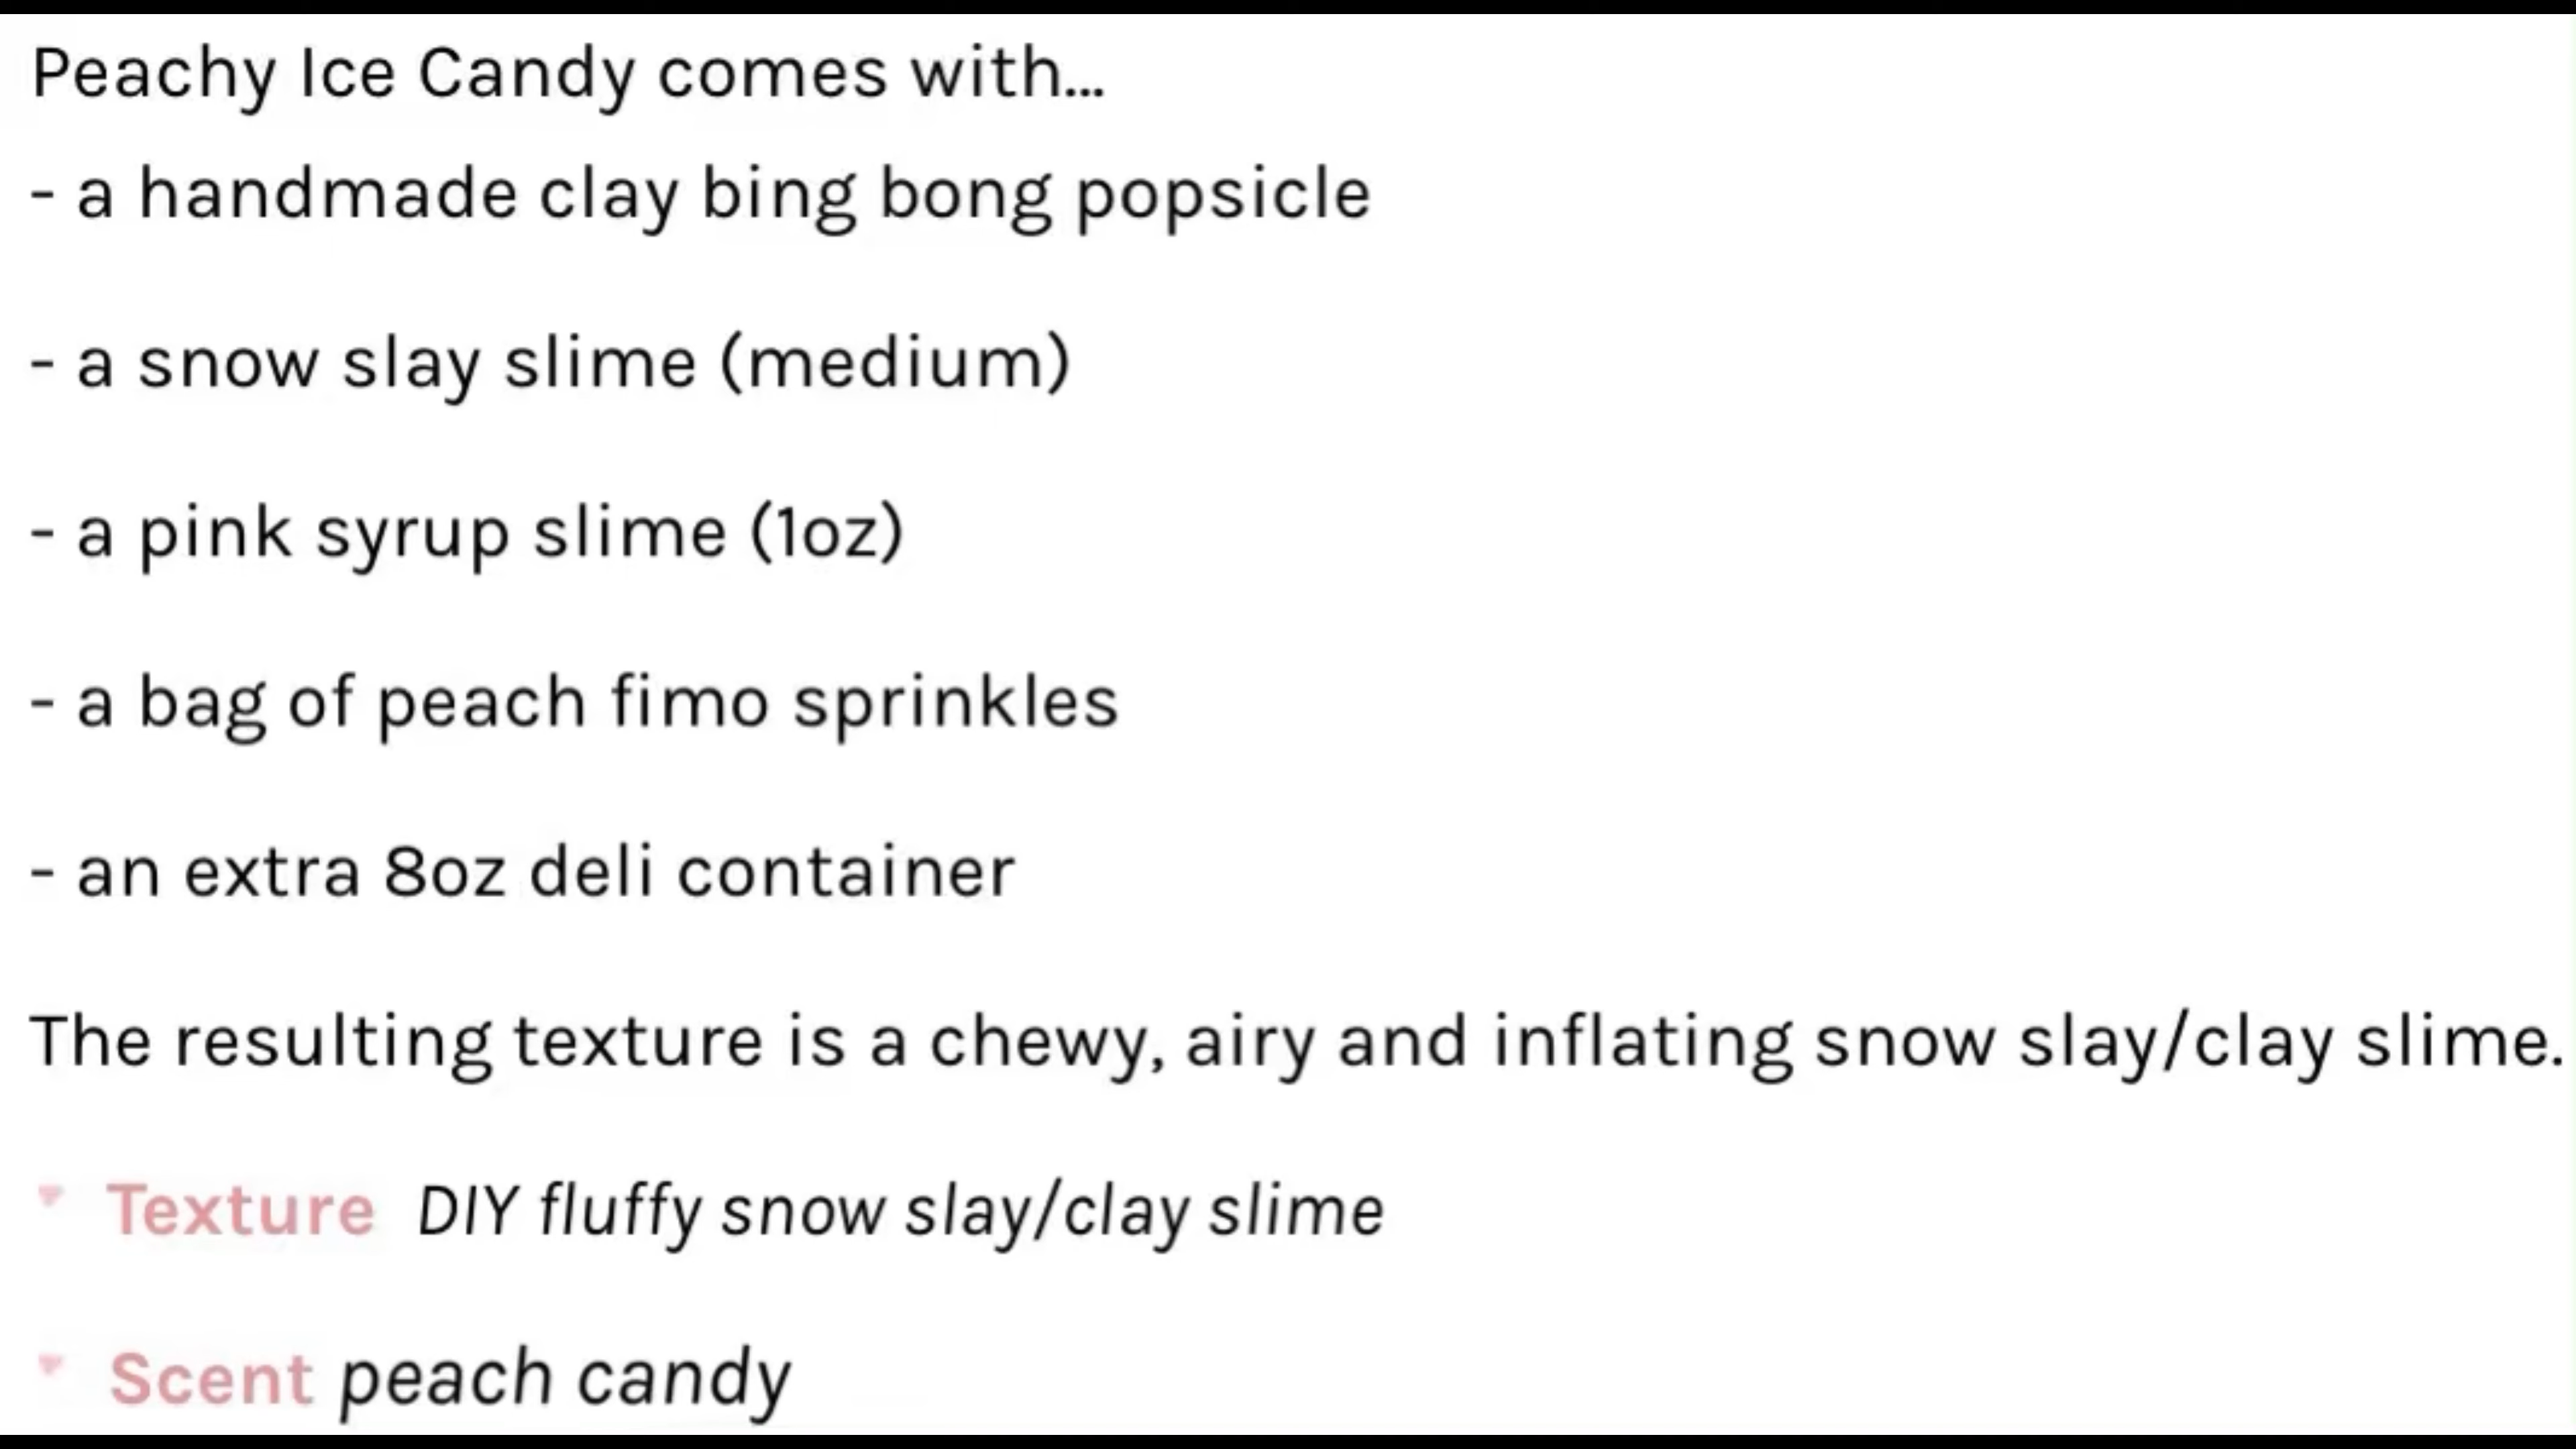 Peachy Ice Candy comes with...
- a handmade clay bing bong popsicle
- a snow slay slime (medium)
- a pink syrup slime (1oz)
- a bag of peach fimo sprinkles
- an extra 8oz deli container
The resulting texture is a chewy, airy and inflating snow slay/clay slime.
Texture DIY fluffy snow slay/clay slime
Scent peach candy